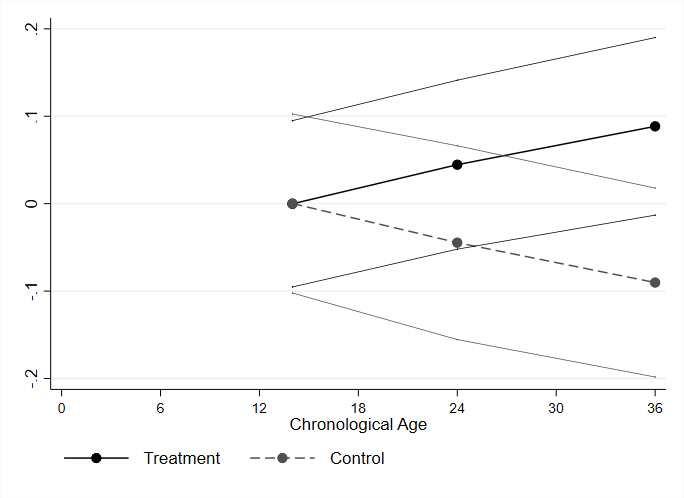 .2
.1
0
-.1
-.2
0 6 12 18 24 30 36
Chronological Age
Treatment Control